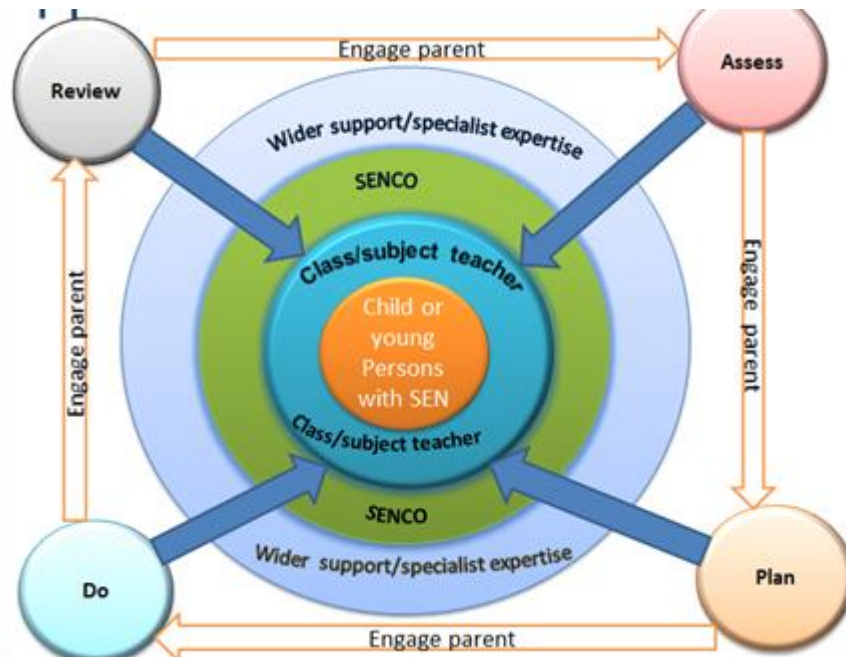 Engage parent
Review
Assess
Wider support/specialist expertise
SENCO
Class/subject teacher
Child or
young
Persons
with SEN
Engage parent
Engage parent
Class/subject teacher
SENCO
Wider support/specialist expertise
Do
Plan
Engage parent